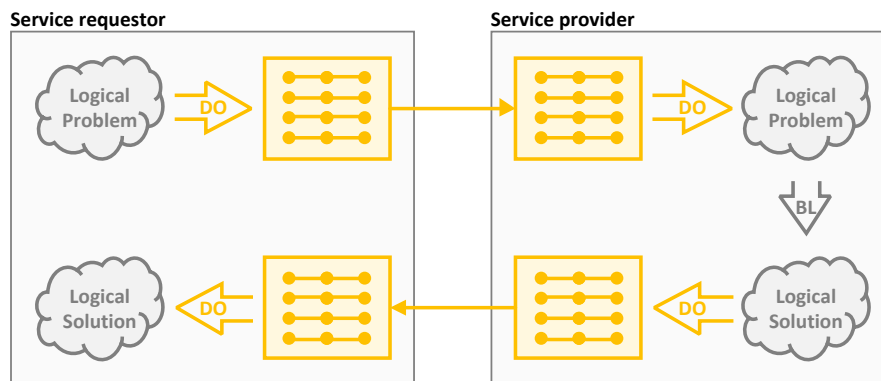 Service requestor
Service provider
Logical
Problem
DO
DO
Logical
Problem
BL
Logical
Solution
DO
DO
Logical
Solution